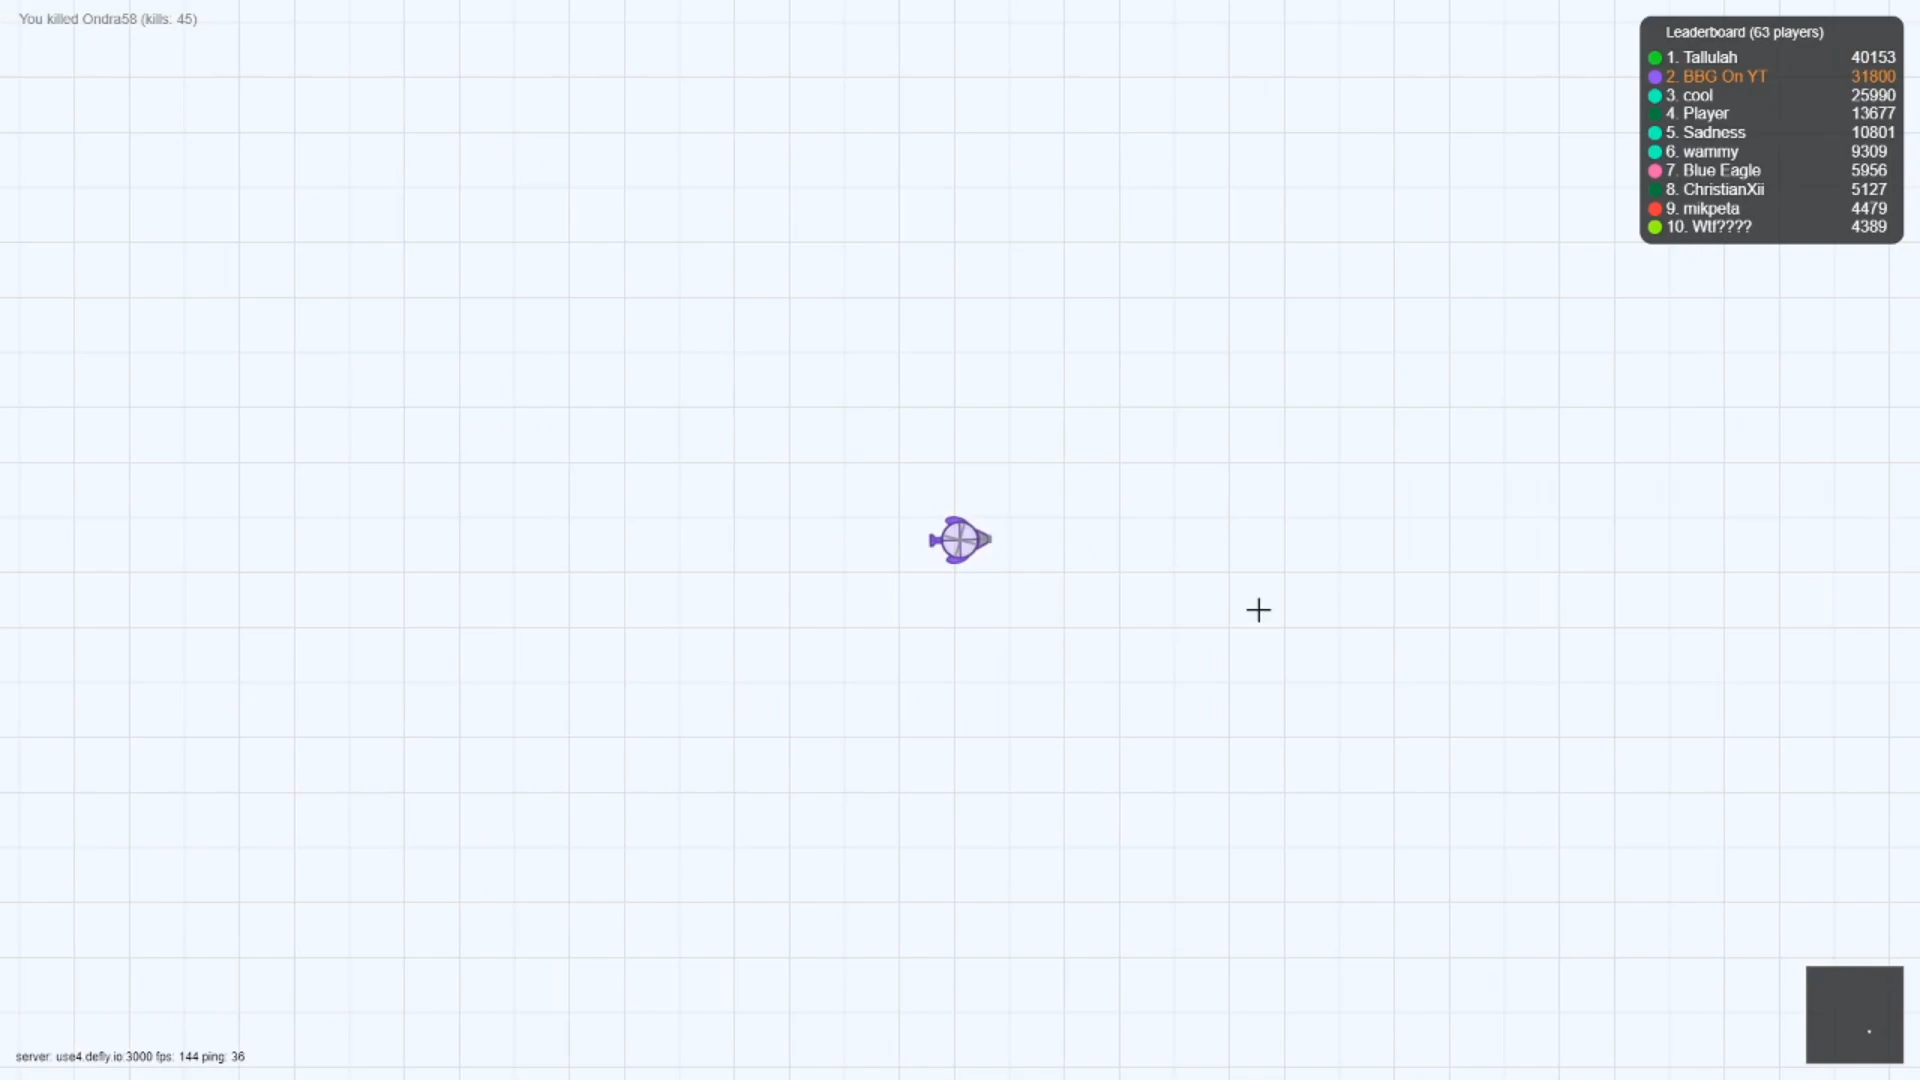 You killed Ondra58 (kills: 45)
Leaderboard (63 players)
1. Tallulah 40153
2. BBG On YT 31800
3. cool 25990
4. Player 13677
5. Sadness 10801
6. wammy 9309
7. Blue Eagle 5956
8. ChristianXii 5127
9. mikpeta 4479
10. Wtf???? 4389
server: use4.defly.io:3000 fps: 144 ping: 36